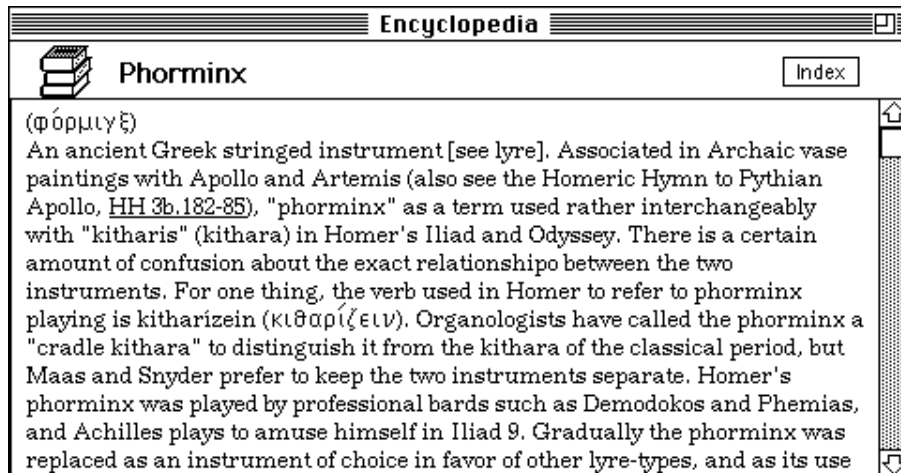 Encyclopedia
Phorminx
Index
(φόρμιγξ)
An ancient Greek stringed instrument [see lyre]. Associated in Archaic vase
paintings with Apollo and Artemis (also see the Homeric Hymn to Pythian
Apollo, HH 3b.182-85), "phorminx" as a term used rather interchangeably
with "kitharis" (kithara) in Homer's Iliad and Odyssey. There is a certain
amount of confusion about the exact relationshipo between the two
instruments. For one thing, the verb used in Homer to refer to phorminx
playing is kitharízein (κιθαρίζειν). Organologists have called the phorminx a
"cradle kithara" to distinguish it from the kithara of the classical period, but
Maas and Snyder prefer to keep the two instruments separate. Homer's
phorminx was played by professional bards such as Demodokos and Phemias,
and Achilles plays to amuse himself in Iliad 9. Gradually the phorminx was
replaced as an instrument of choice in favor of other lyre-types, and as its use